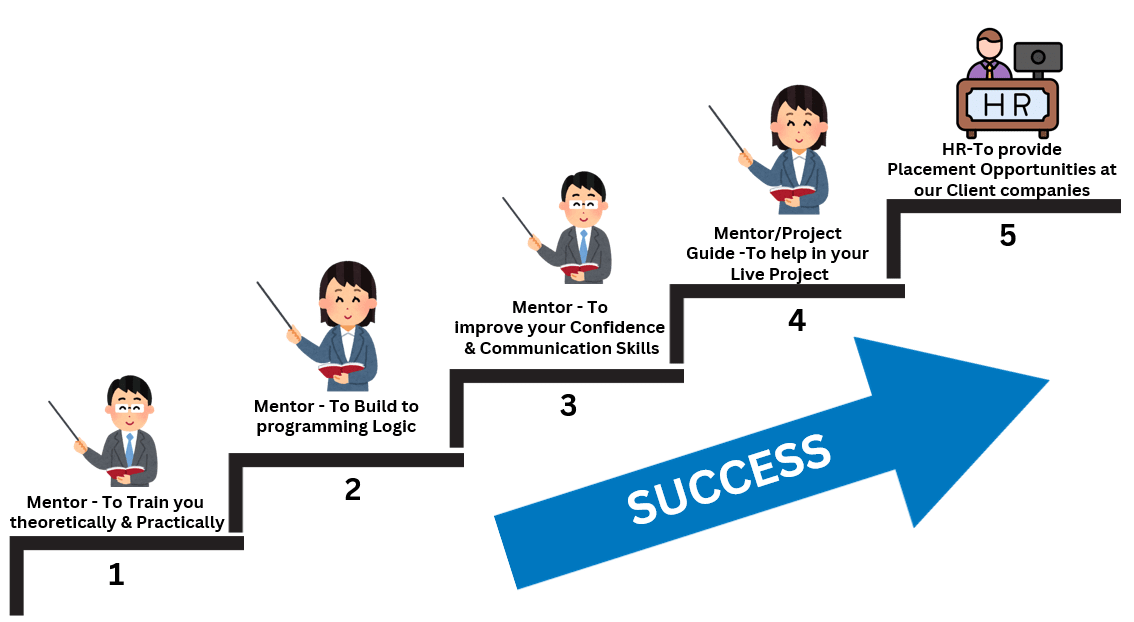 HR
HR-To provide
Placement Opportunities at
our Client companies
5
Mentor/Project
Guide -To help in your
Live Project
4
Mentor - To
improve your Confidence
& Communication Skills
3
Mentor - To Build to
programming Logic
2
Mentor - To Train you
theoretically & Practically
1
SUCCESS